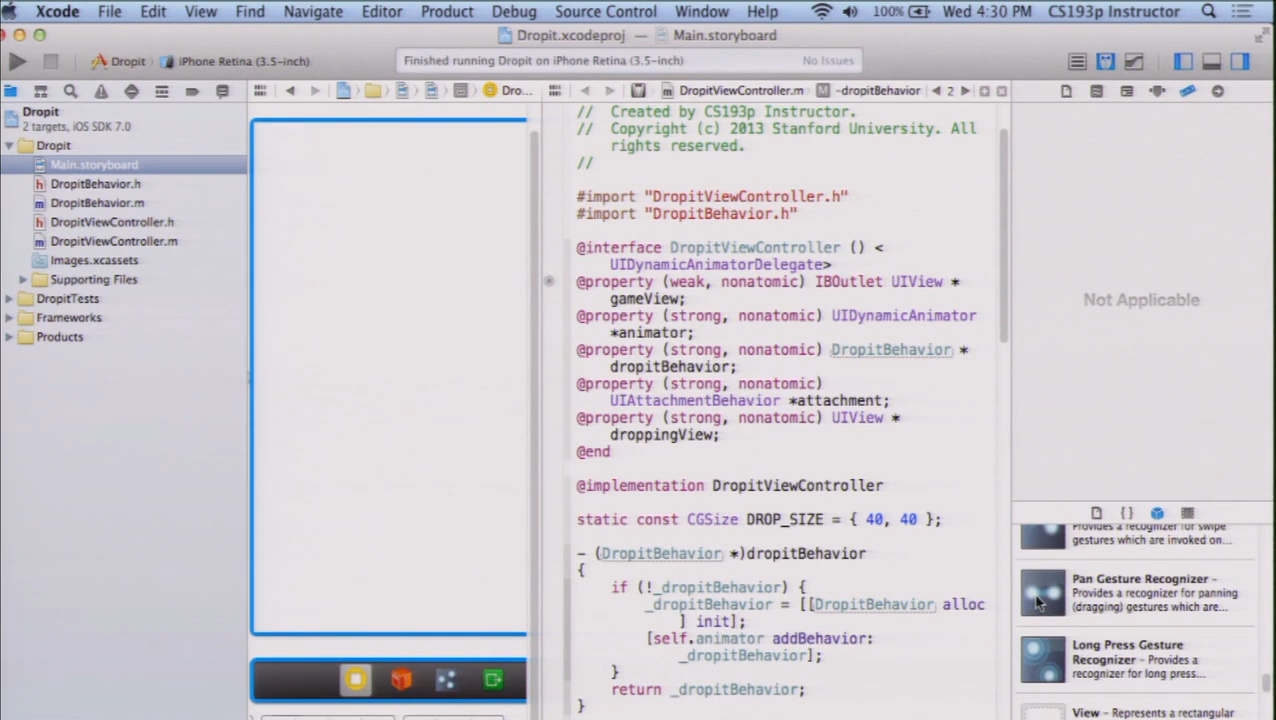 Xcode File Edit View Find Navigate Editor Product Debug Source Control Window Help 100% Wed 4:30 PM CS193p Instructor
Dropit.xcodeproj — Main.storyboard
Dropit iPhone Retina (3.5-inch) Finished running Dropit on iPhone Retina (3.5-inch) No Issues
Dro... DropitViewController.m M -dropitBehavior 2
Dropit
2 targets, iOS SDK 7.0
Dropit
Main.storyboard
DropitBehavior.h
DropitBehavior.m
DropitViewController.h
DropitViewController.m
Images.xcassets
Supporting Files
DropitTests
Frameworks
Products
// Created by CS193p Instructor.
// Copyright (c) 2013 Stanford University. All
rights reserved.
//
#import "DropitViewController.h"
#import "DropitBehavior.h"
@interface DropitViewController () <
UIDynamicAnimatorDelegate>
@property (weak, nonatomic) IBOutlet UIView *
gameView;
@property (strong, nonatomic) UIDynamicAnimator
*animator;
@property (strong, nonatomic) DropitBehavior *
dropitBehavior;
@property (strong, nonatomic)
UIAttachmentBehavior *attachment;
@property (strong, nonatomic) UIView *
droppingView;
@end
@implementation DropitViewController
static const CGSize DROP_SIZE = { 40, 40 };
- (DropitBehavior *)dropitBehavior
{
if (!_dropitBehavior) {
_dropitBehavior = [[DropitBehavior alloc
] init];
[self.animator addBehavior:
_dropitBehavior];
}
return _dropitBehavior;
}
Not Applicable
{ }
Provides a recognizer for swipe
gestures which are invoked on...
Pan Gesture Recognizer -
Provides a recognizer for panning
(dragging) gestures which are...
Long Press Gesture
Recognizer - Provides a
recognizer for long press...
View - Represents a rectangular